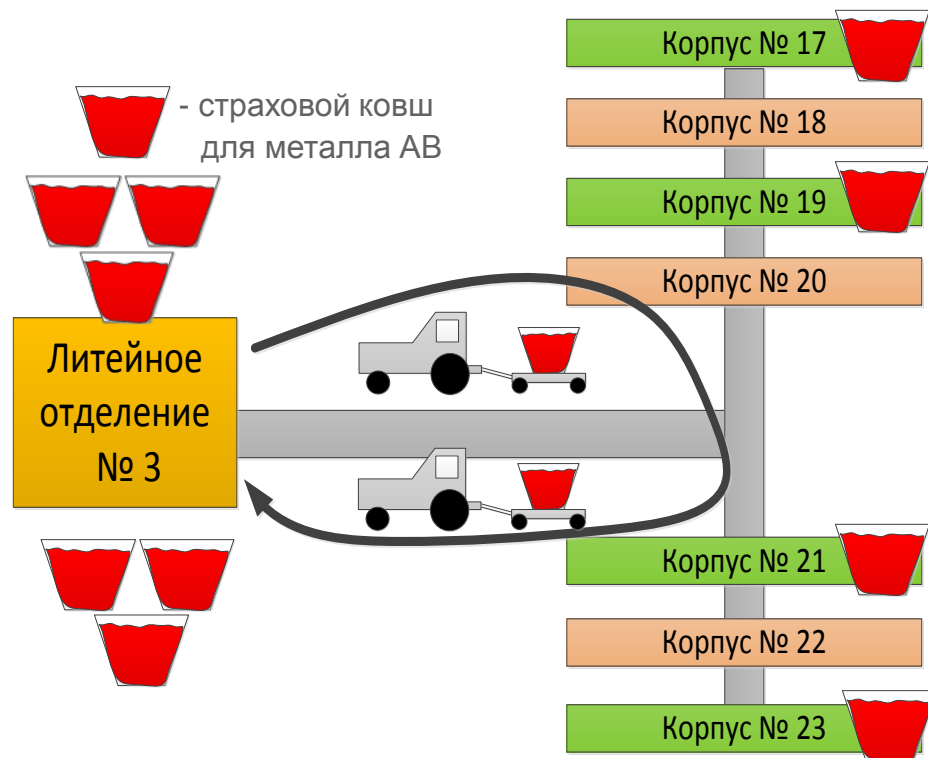 Корпус № 17
- страховой ковш
для металла АВ
Корпус № 18
Корпус № 19
Корпус № 20
Литейное
отделение
№ 3
Корпус № 21
Корпус № 22
Корпус № 23